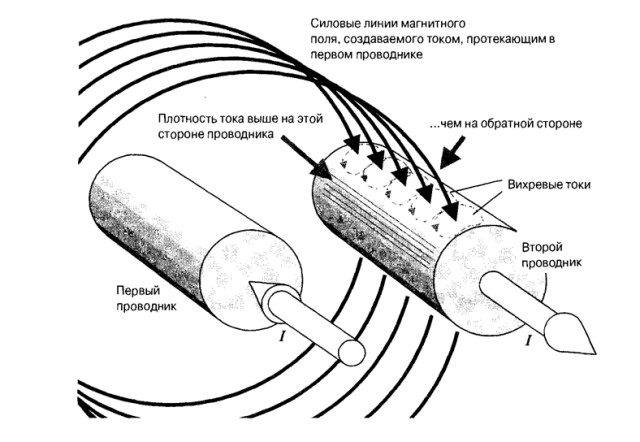 Силовые линии магнитного
поля, создаваемого током, протекающим в
первом проводнике
Плотность тока выше на этой
стороне проводника
...чем на обратной стороне
Вихревые токи
Второй
проводник
Первый
проводник
I
I